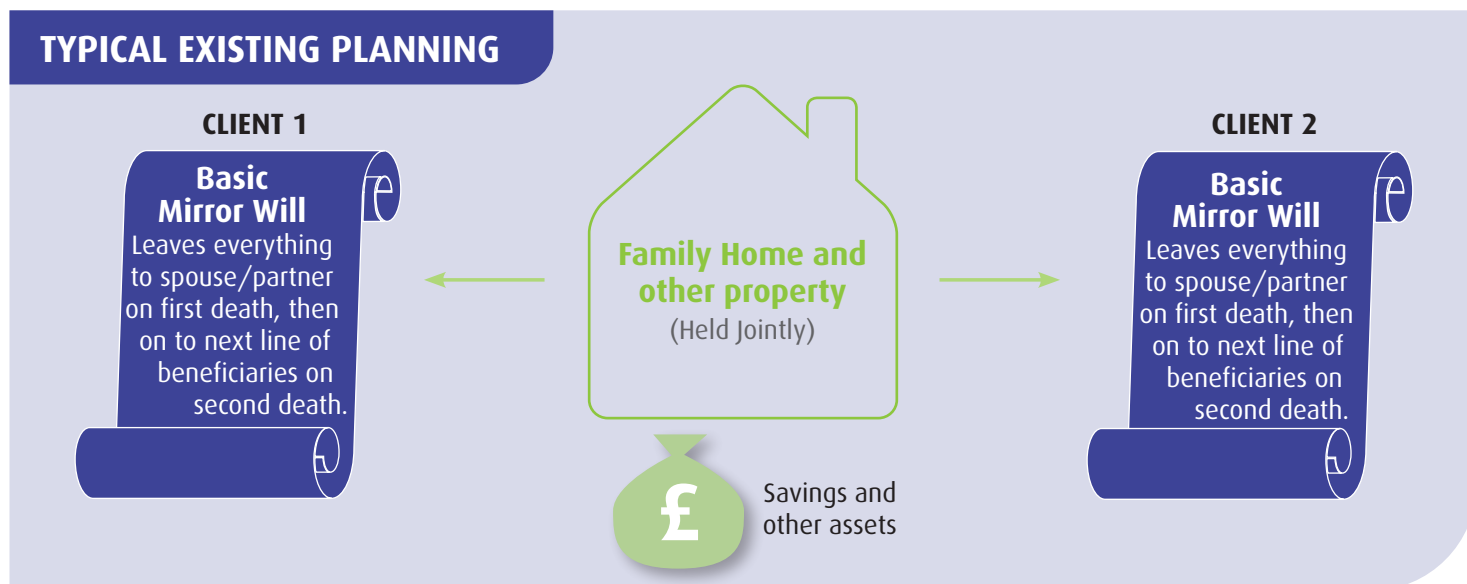 TYPICAL EXISTING PLANNING
CLIENT 1
Basic
Mirror Will
Leaves everything
to spouse/partner
on first death, then
on to next line of
beneficiaries on
second death.
Family Home and
other property
(Held Jointly)
£
Savings and
other assets
CLIENT 2
Basic
Mirror Will
Leaves everything
to spouse/partner
on first death, then
on to next line of
beneficiaries on
second death.